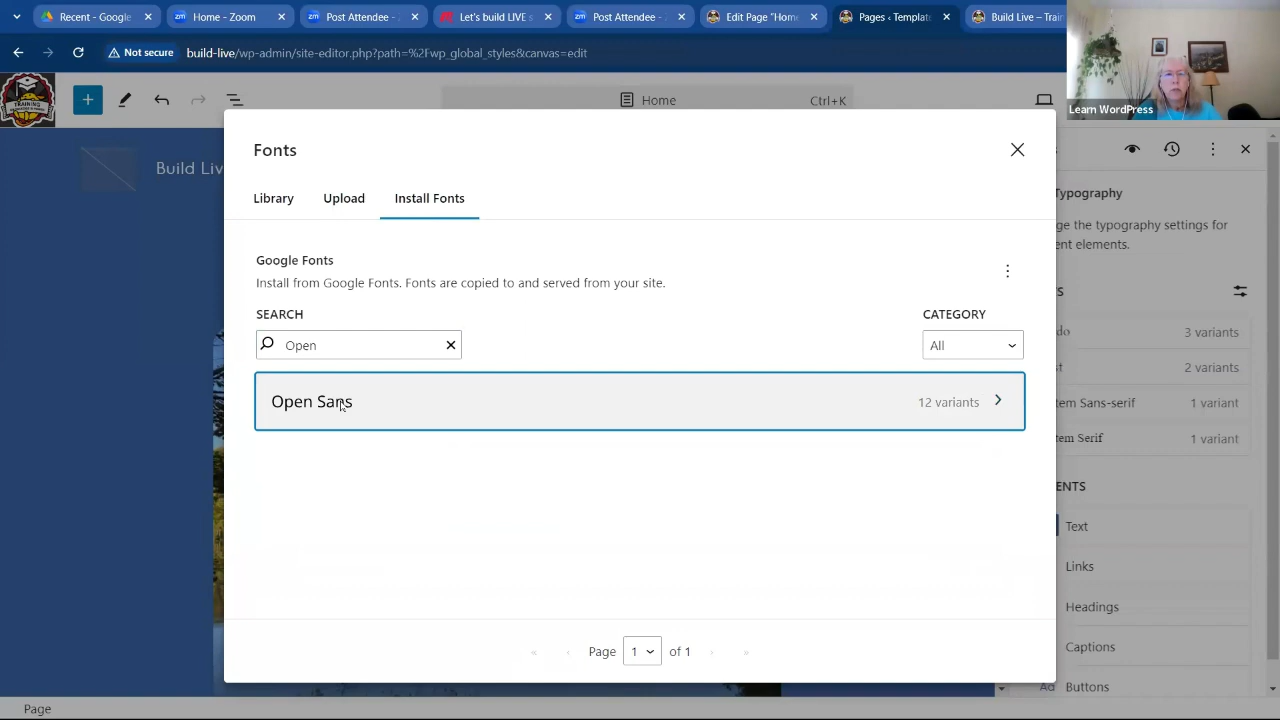 Recent - Google
Home - Zoom
Post Attendee -
Let's build LIVE s
Post Attendee -
Edit Page "Home
Pages ‹ Templat
Build Live – Train
Not secure
build-live/wp-admin/site-editor.php?path=%2Fwp_global_styles&canvas=edit
Learn WordPress
TRAINING
Home
Ctrl+K
Build Liv
Fonts
Library
Upload
Install Fonts
Google Fonts
Install from Google Fonts. Fonts are copied to and served from your site.
SEARCH
CATEGORY
Open
All
Open Sans
12 variants
Page
1
of 1
Typography
ge the typography settings for
ent elements.
S
do
3 variants
st
2 variants
tem Sans-serif
1 variant
tem Serif
1 variant
ENTS
Text
Links
Headings
Captions
Aa
Buttons
Page